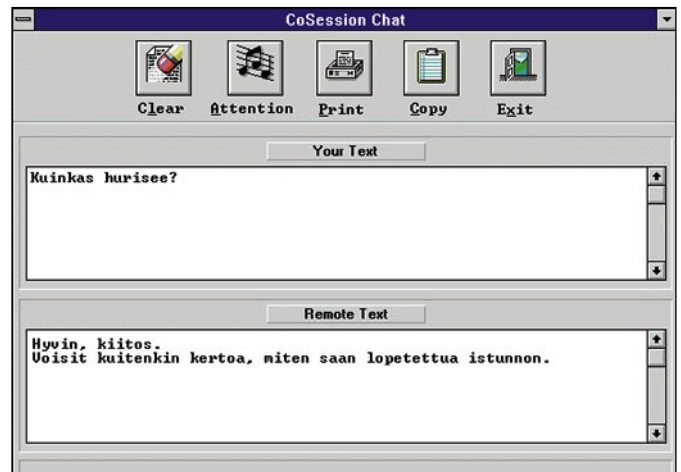 CoSession Chat
Clear Attention Print Copy Exit
Your Text
Kuinkas hurisee?
Remote Text
Hyvin, kiitos.
Voisit kuitenkin kertoa, miten saan lopetettua istunnon.